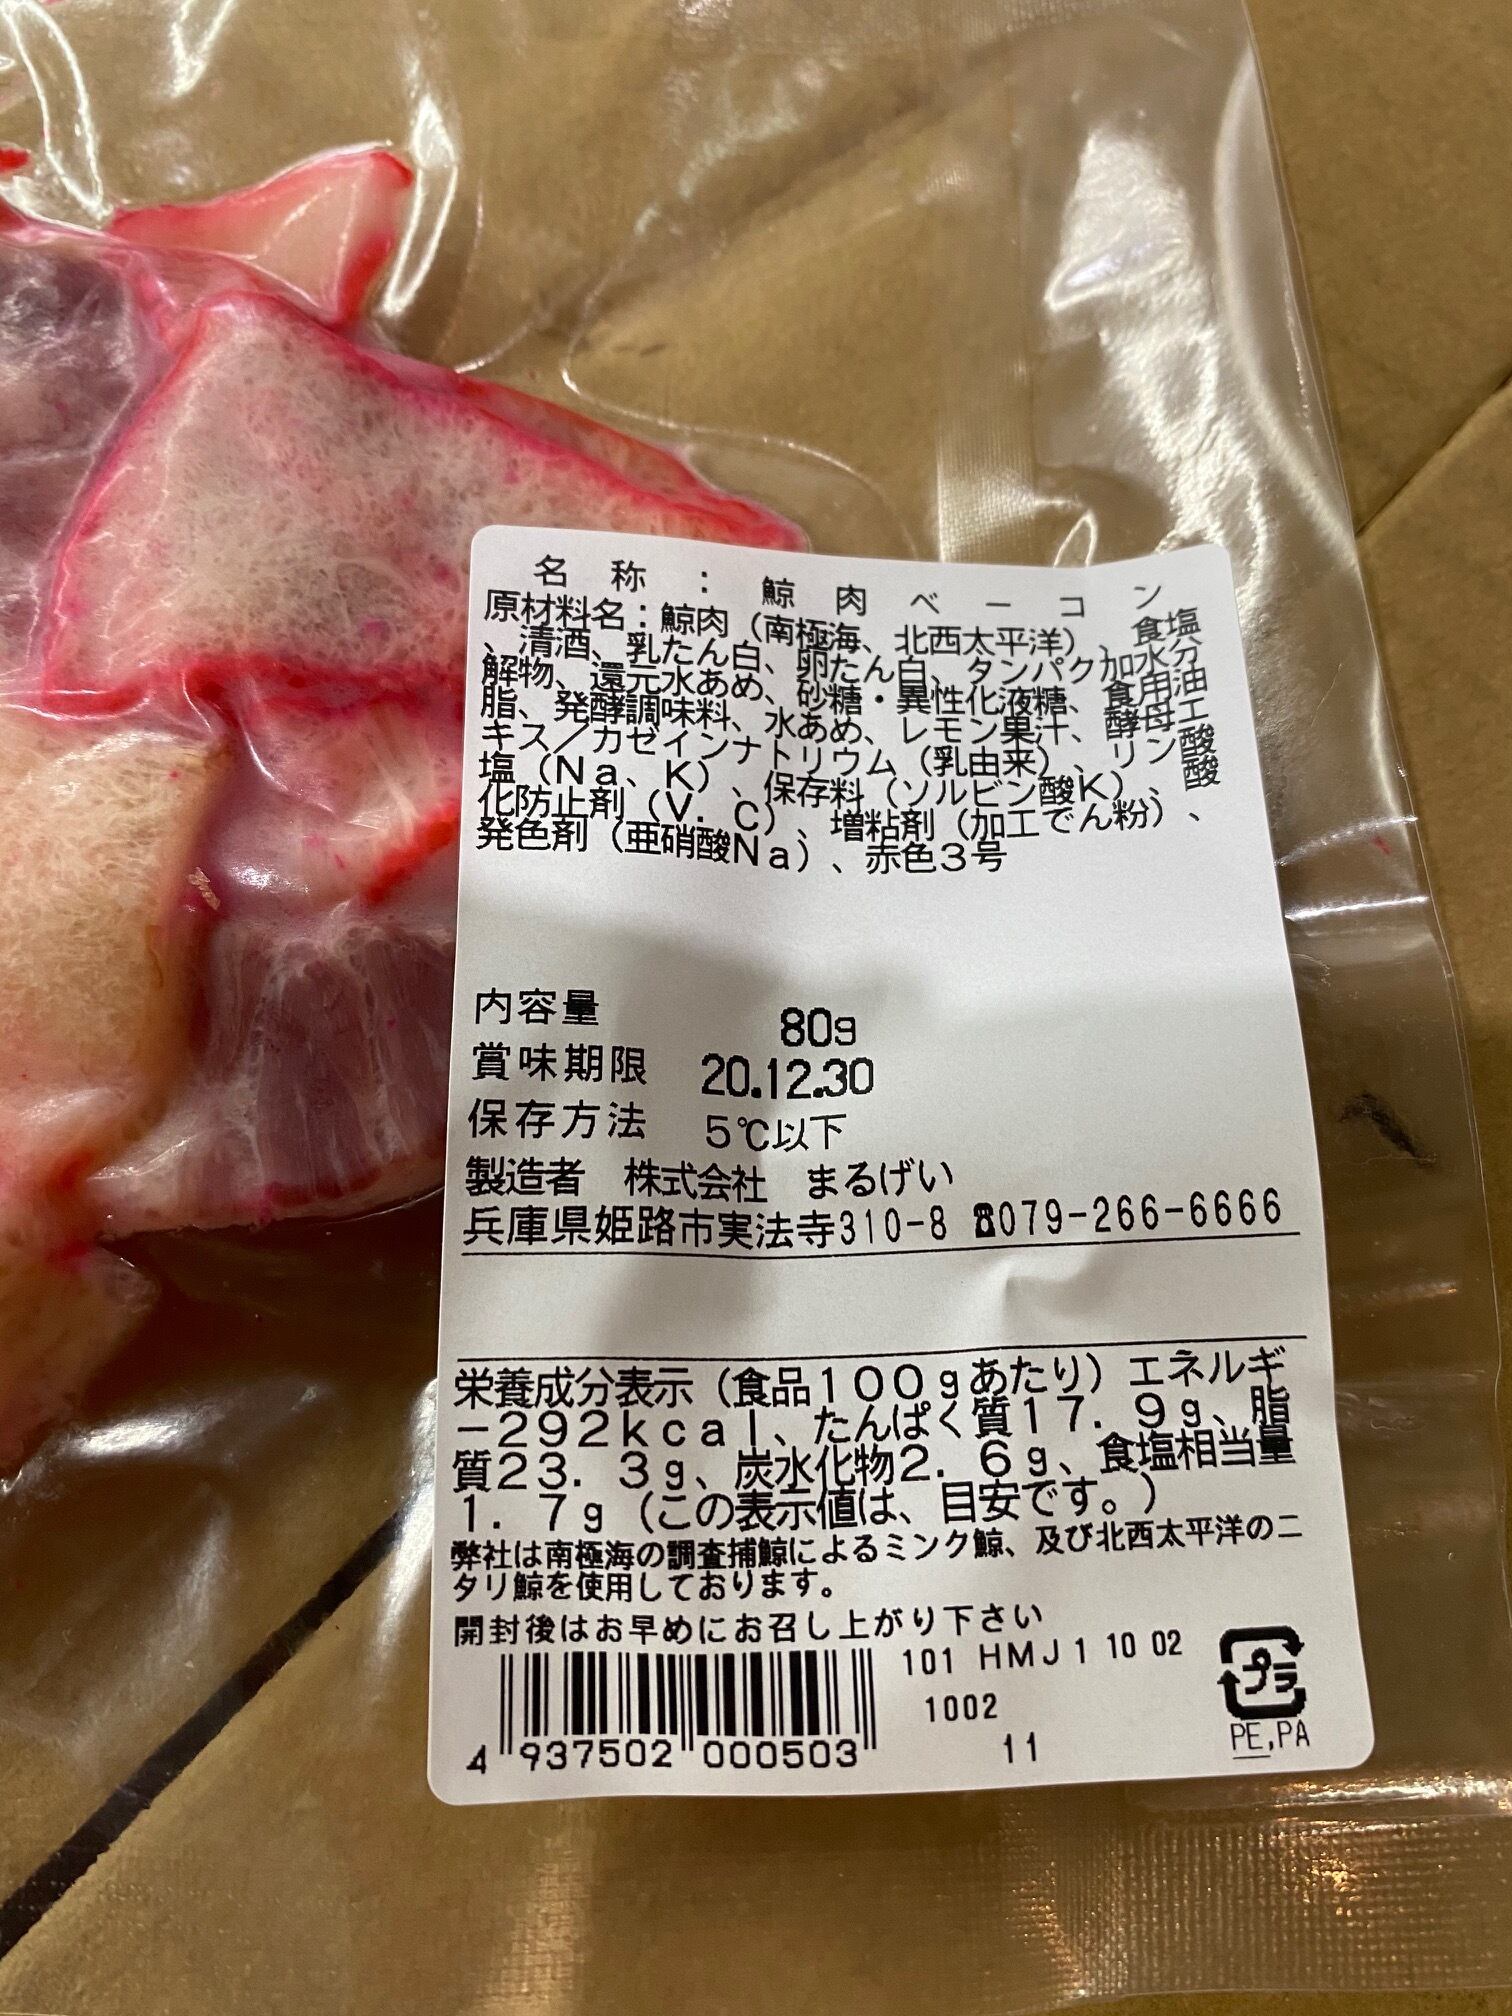 名称：鯨肉ベーコン
原材料名：鯨肉（南極海、北西太平洋）、食塩
、清酒、乳たん白、卵たん白、タンパク加水分
解物、還元水あめ、砂糖・異性化液糖、食用油
脂、発酵調味料、水あめ、レモン果汁、酵母エ
キス／カゼインナトリウム（乳由来）、リン酸
塩（Ｎａ、Ｋ）、保存料（ソルビン酸Ｋ）、酸
化防止剤（Ｖ．Ｃ）、増粘剤（加工でん粉）、
発色剤（亜硝酸Ｎａ）、赤色３号
内容量 80g
賞味期限 20.12.30
保存方法 5℃以下
製造者 株式会社 まるげい
兵庫県姫路市実法寺310-8 ☎079-266-6666
栄養成分表示（食品１００ｇあたり）エネルギ
ー２９２ｋｃａｌ、たんぱく質１７．９ｇ、脂
質２３．３ｇ、炭水化物２．６ｇ、食塩相当量
１．７ｇ（この表示値は、目安です。）
弊社は南極海の調査捕鯨によるミンク鯨、及び北西太平洋のニ
タリ鯨を使用しております。
開封後はお早めにお召し上がり下さい
101 HMJ 1 10 02
1002
11
4 937502 000503
プラ
PE,PA